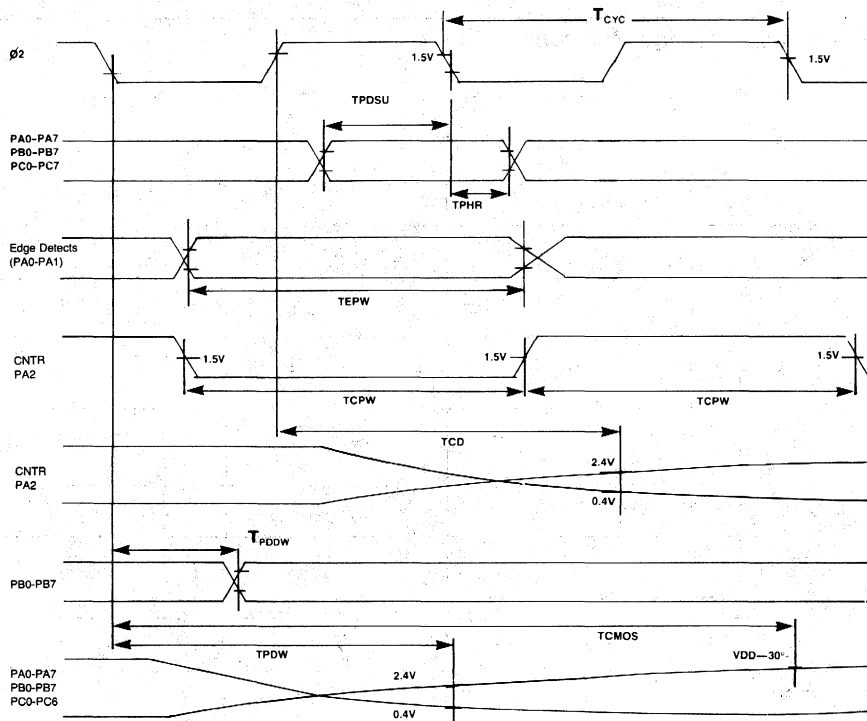 T CYC
Ø2
1.5V
1.5V
TPDSU
PA0-PA7
PB0-PB7
PC0-PC7
TPHR
Edge Detects
(PA0-PA1)
TEPW
CNTR
PA2
1.5V
1.5V
1.5V
TCPW
TCPW
TCD
CNTR
PA2
2.4V
0.4V
T PDDW
PB0-PB7
TCMOS
TPDW
VDD—30%
PA0-PA7
PB0-PB7
PC0-PC6
2.4V
0.4V